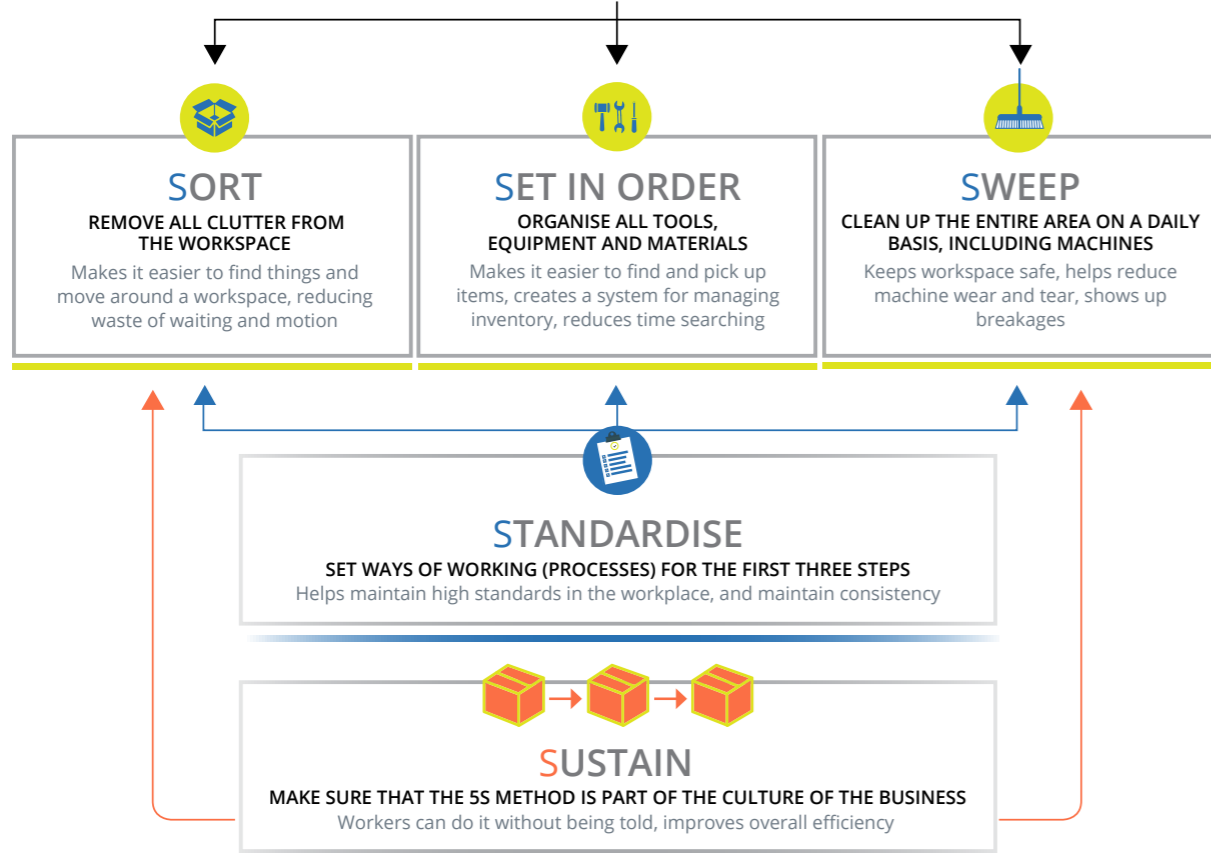 SORT
REMOVE ALL CLUTTER FROM
THE WORKSPACE
Makes it easier to find things and
move around a workspace, reducing
waste of waiting and motion
SET IN ORDER
ORGANISE ALL TOOLS,
EQUIPMENT AND MATERIALS
Makes it easier to find and pick up
items, creates a system for managing
inventory, reduces time searching
SWEEP
CLEAN UP THE ENTIRE AREA ON A DAILY
BASIS, INCLUDING MACHINES
Keeps workspace safe, helps reduce
machine wear and tear, shows up
breakages
STANDARDISE
SET WAYS OF WORKING (PROCESSES) FOR THE FIRST THREE STEPS
Helps maintain high standards in the workplace, and maintain consistency
SUSTAIN
MAKE SURE THAT THE 5S METHOD IS PART OF THE CULTURE OF THE BUSINESS
Workers can do it without being told, improves overall efficiency